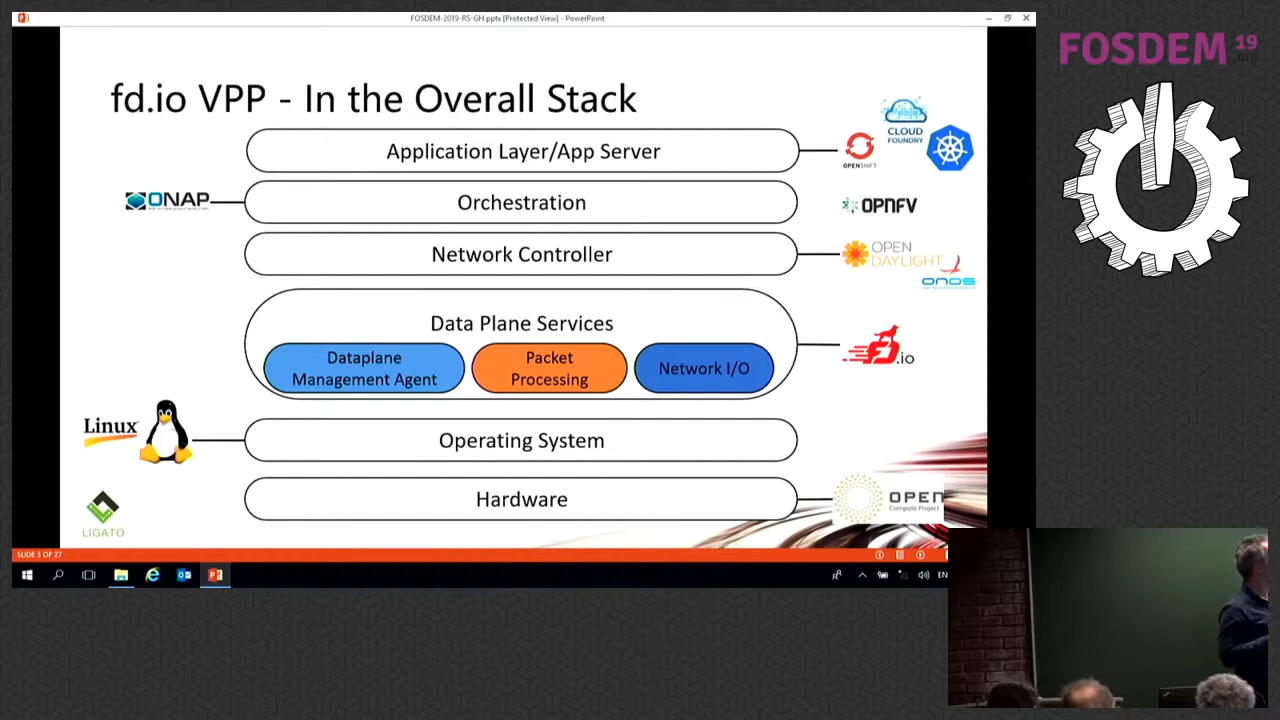 FOSDEM-2019-RS-GH.pptx [Protected View] - PowerPoint
FOSDEM 19
.org
fd.io VPP - In the Overall Stack
Application Layer/App Server
CLOUD
FOUNDRY
OPENSHIFT
ONAP
Orchestration
OPNFV
Network Controller
OPEN
DAYLIGHT
onos
Data Plane Services
Dataplane
Management Agent
Packet
Processing
Network I/O
FD.io
Linux
Operating System
Hardware
OPEN
Compute Project
LIGATO
SLIDE 3 OF 27
EN